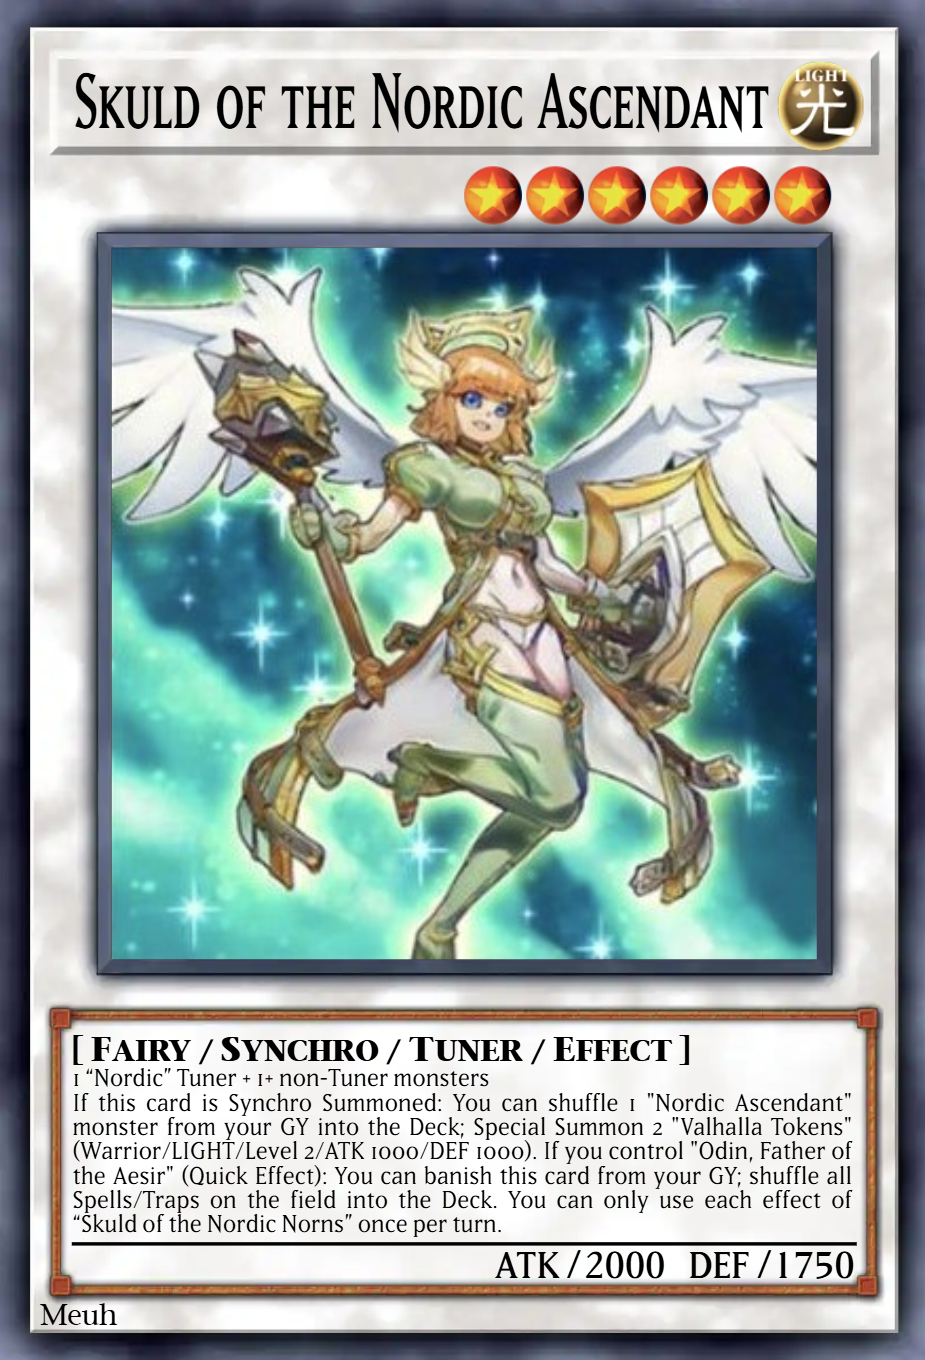 Skuld of the Nordic Ascendant
LIGHT
光
[ Fairy / Synchro / Tuner / Effect ]
1 “Nordic” Tuner + 1+ non-Tuner monsters
If this card is Synchro Summoned: You can shuffle 1 "Nordic Ascendant"
monster from your GY into the Deck; Special Summon 2 "Valhalla Tokens"
(Warrior/LIGHT/Level 2/ATK 1000/DEF 1000). If you control "Odin, Father of
the Aesir" (Quick Effect): You can banish this card from your GY; shuffle all
Spells/Traps on the field into the Deck. You can only use each effect of
“Skuld of the Nordic Norns” once per turn.
ATK/2000 DEF/1750
Meuh